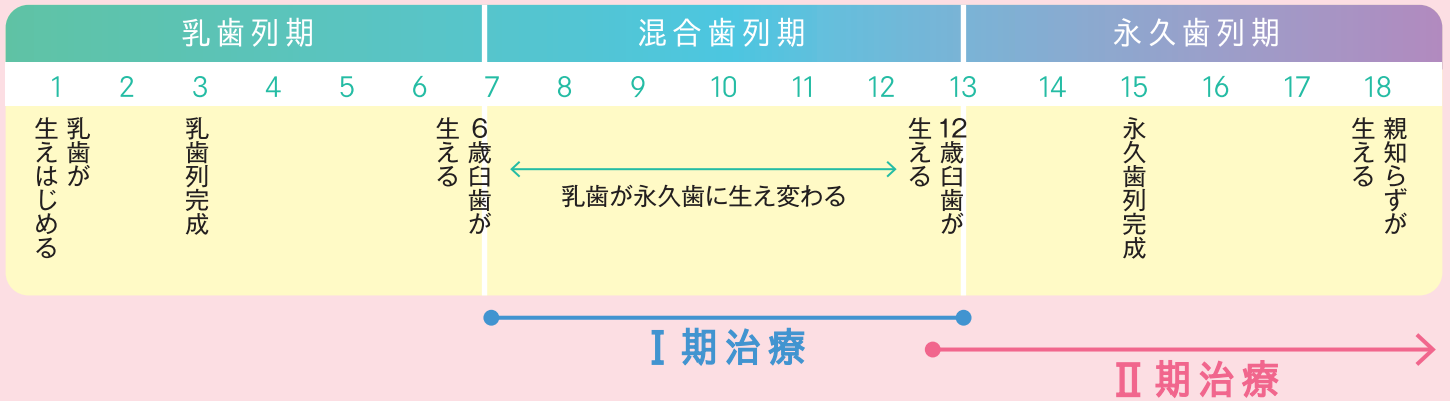 乳歯列期
混合歯列期
永久歯列期
1 2 3 4 5 6 7 8 9 10 11 12 13 14 15 16 17 18
乳歯が
生えはじめる
乳歯列完成
6歳臼歯が
生える
乳歯が永久歯に生え変わる
12歳臼歯が
生える
永久歯列完成
親知らずが
生える
Ⅰ期治療
Ⅱ期治療